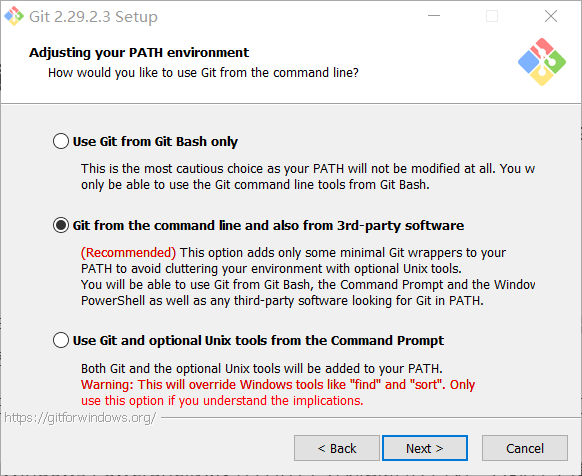 Git 2.29.2.3 Setup
Adjusting your PATH environment
How would you like to use Git from the command line?
Use Git from Git Bash only
This is the most cautious choice as your PATH will not be modified at all. You w
only be able to use the Git command line tools from Git Bash.
Git from the command line and also from 3rd-party software
(Recommended) This option adds only some minimal Git wrappers to your
PATH to avoid cluttering your environment with optional Unix tools.
You will be able to use Git from Git Bash, the Command Prompt and the Window
PowerShell as well as any third-party software looking for Git in PATH.
Use Git and optional Unix tools from the Command Prompt
Both Git and the optional Unix tools will be added to your PATH.
Warning: This will override Windows tools like "find" and "sort". Only
use this option if you understand the implications.
https://gitforwindows.org/
< Back Next > Cancel